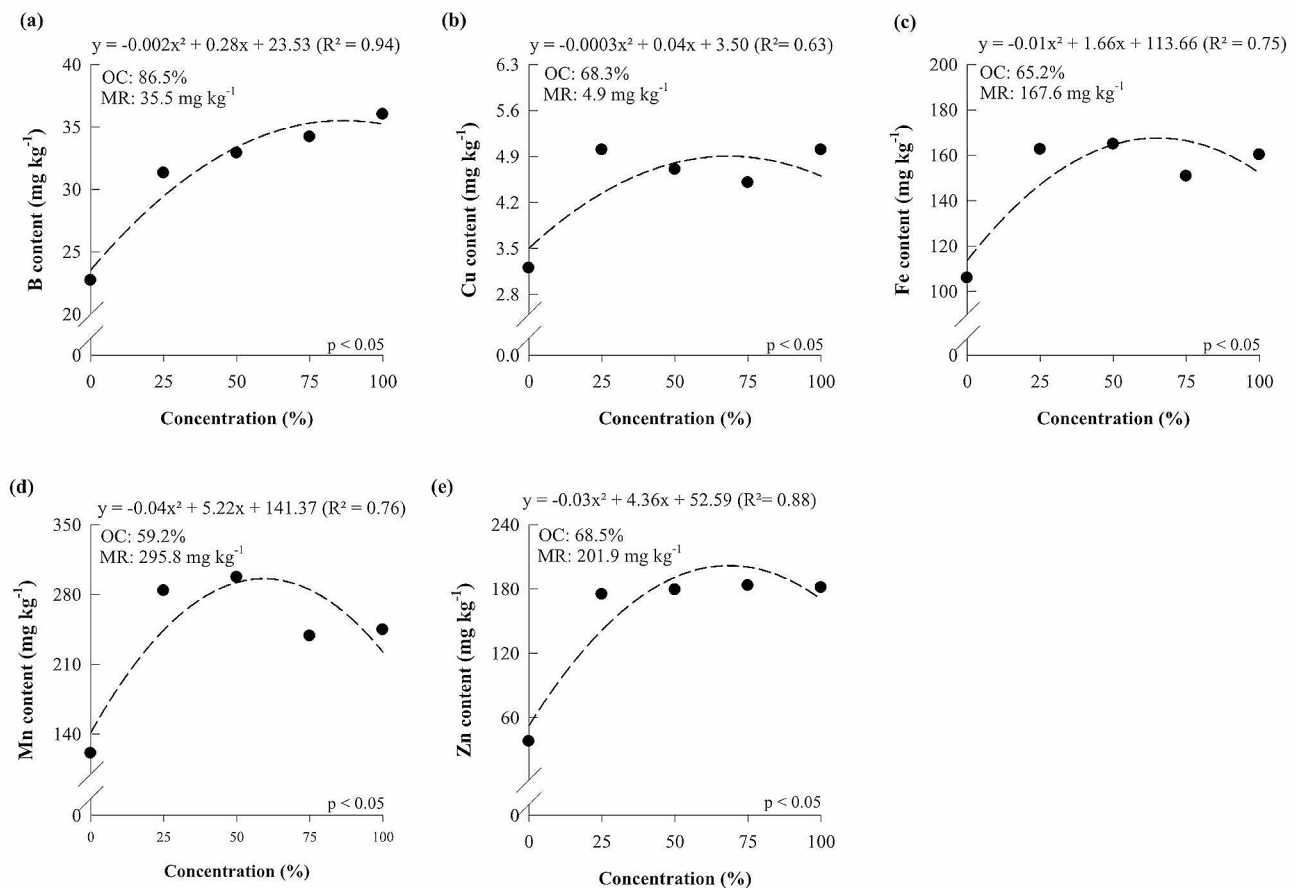 (a)
y = -0.002x² + 0.28x + 23.53 (R² = 0.94)
OC: 86.5%
MR: 35.5 mg kg⁻¹
40
35
30
25
20
0
B content (mg kg⁻¹)
p < 0.05
0 25 50 75 100
Concentration (%)
(b)
y = -0.0003x² + 0.04x + 3.50 (R²= 0.63)
OC: 68.3%
MR: 4.9 mg kg⁻¹
6.3
5.6
4.9
4.2
3.5
2.8
0.0
Cu content (mg kg⁻¹)
p < 0.05
0 25 50 75 100
Concentration (%)
(c)
y = -0.01x² + 1.66x + 113.66 (R² = 0.75)
OC: 65.2%
MR: 167.6 mg kg⁻¹
200
180
160
140
120
100
0
Fe content (mg kg⁻¹)
p < 0.05
0 25 50 75 100
Concentration (%)
(d)
y = -0.04x² + 5.22x + 141.37 (R² = 0.76)
OC: 59.2%
MR: 295.8 mg kg⁻¹
350
280
210
140
0
Mn content (mg kg⁻¹)
p < 0.05
0 25 50 75 100
Concentration (%)
(e)
y = -0.03x² + 4.36x + 52.59 (R²= 0.88)
OC: 68.5%
MR: 201.9 mg kg⁻¹
240
180
120
60
0
Zn content (mg kg⁻¹)
p < 0.05
0 25 50 75 100
Concentration (%)